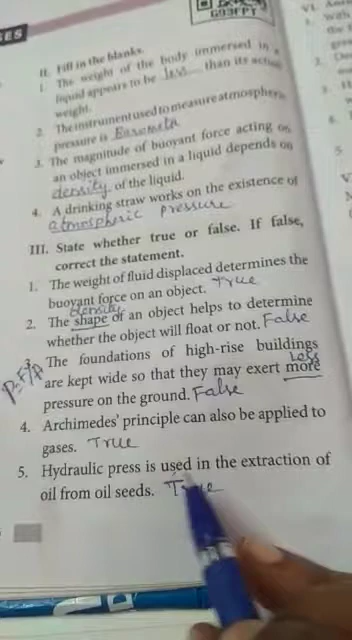 G93FPT
II. Fill in the blanks.
1. The weight of the body immersed in a
liquid appears to be less than its actual
weight.
2. The instrument used to measure atmospheric
pressure is Barometer
3. The magnitude of buoyant force acting on
an object immersed in a liquid depends on
density of the liquid.
4. A drinking straw works on the existence of
atmospheric pressure
III. State whether true or false. If false,
correct the statement.
1. The weight of fluid displaced determines the
buoyant force on an object. True
density
2. The shape of an object helps to determine
whether the object will float or not. False
3. The foundations of high-rise buildings
P=F/A Less
are kept wide so that they may exert more
pressure on the ground. False
4. Archimedes' principle can also be applied to
gases. True
5. Hydraulic press is used in the extraction of
oil from oil seeds. True